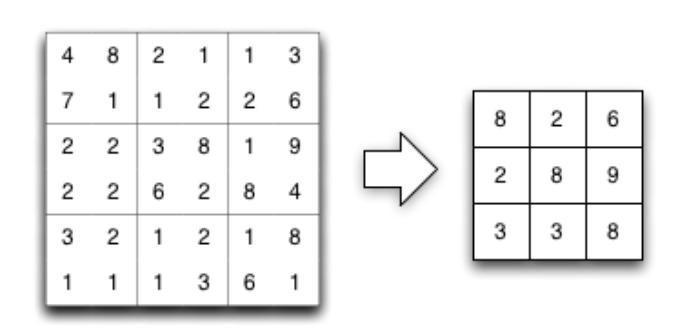 4 8 2 1 1 3
7 1 1 2 2 6
2 2 3 8 1 9
2 2 6 2 8 4
3 2 1 2 1 8
1 1 1 3 6 1
8 2 6
2 8 9
3 3 8